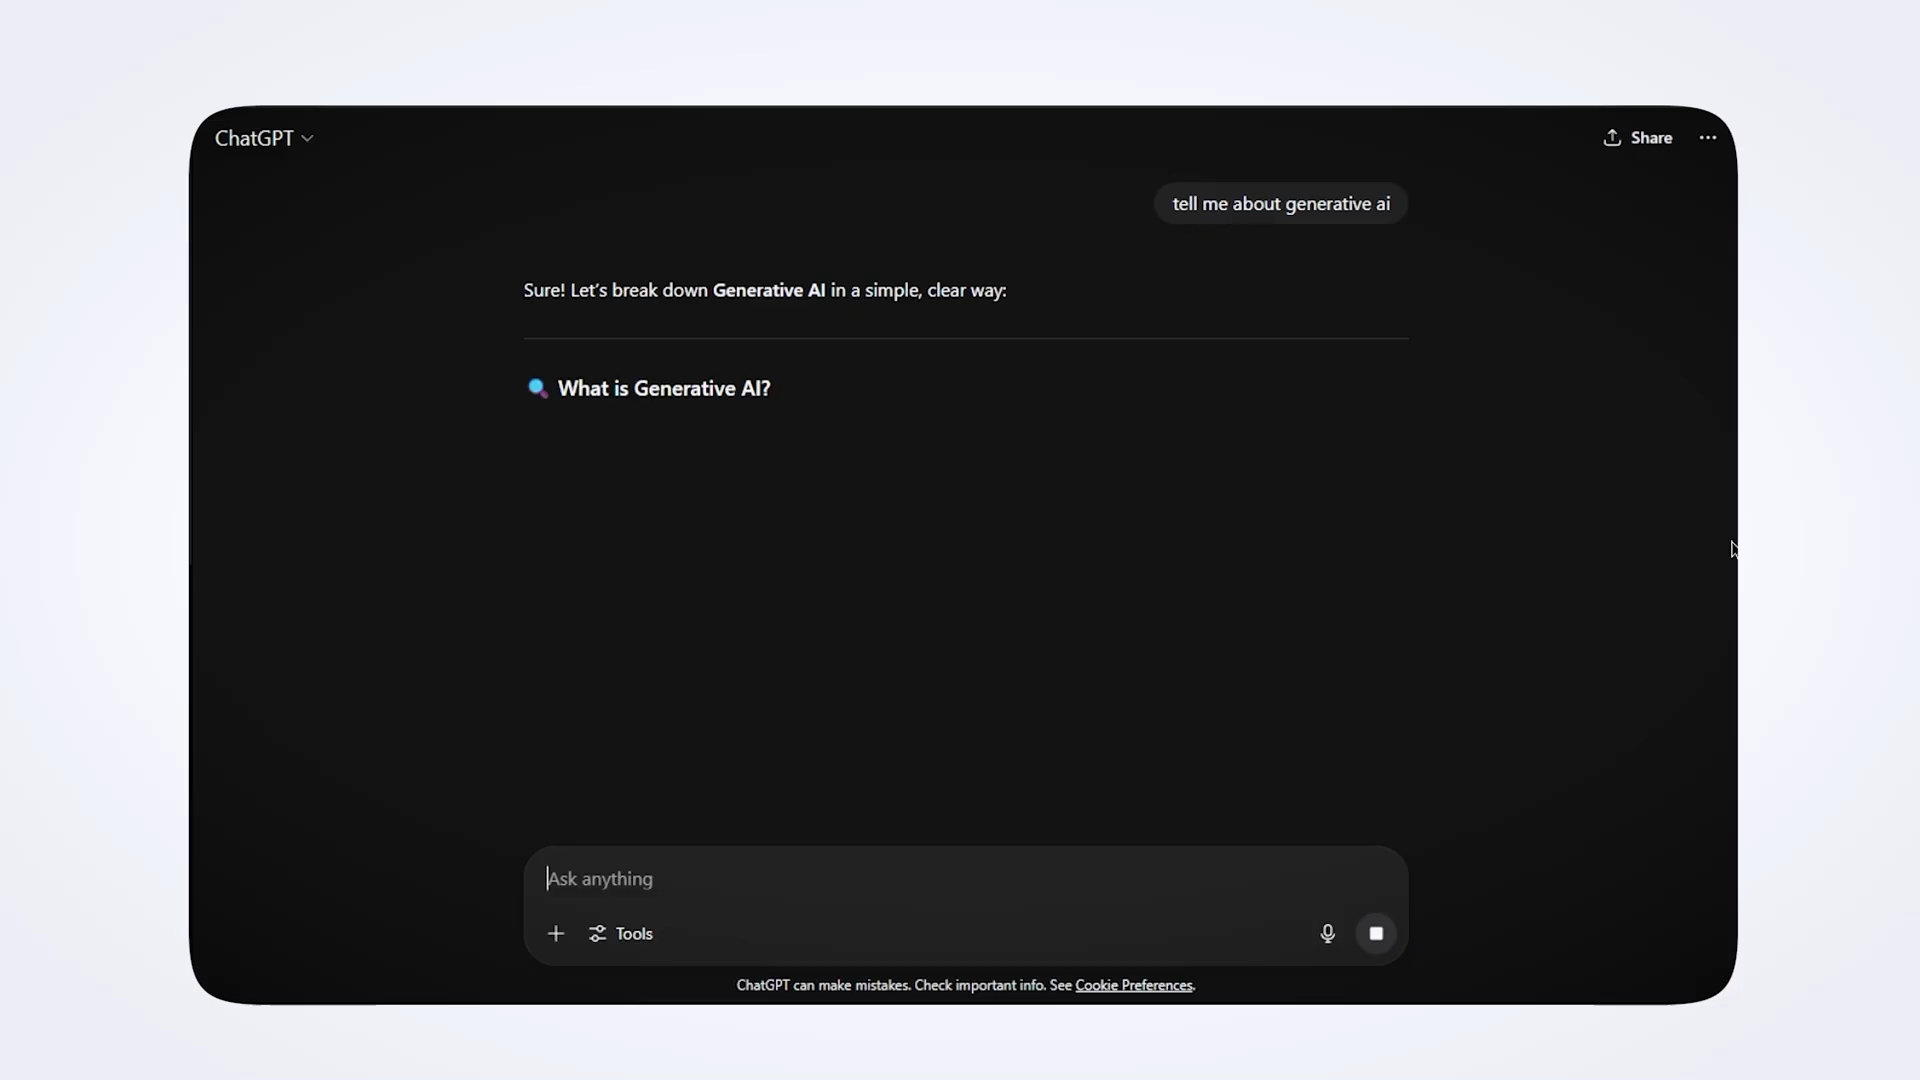 ChatGPT
Share
tell me about generative ai
Sure! Let’s break down Generative AI in a simple, clear way:
What is Generative AI?
Ask anything
Tools
ChatGPT can make mistakes. Check important info. See Cookie Preferences.